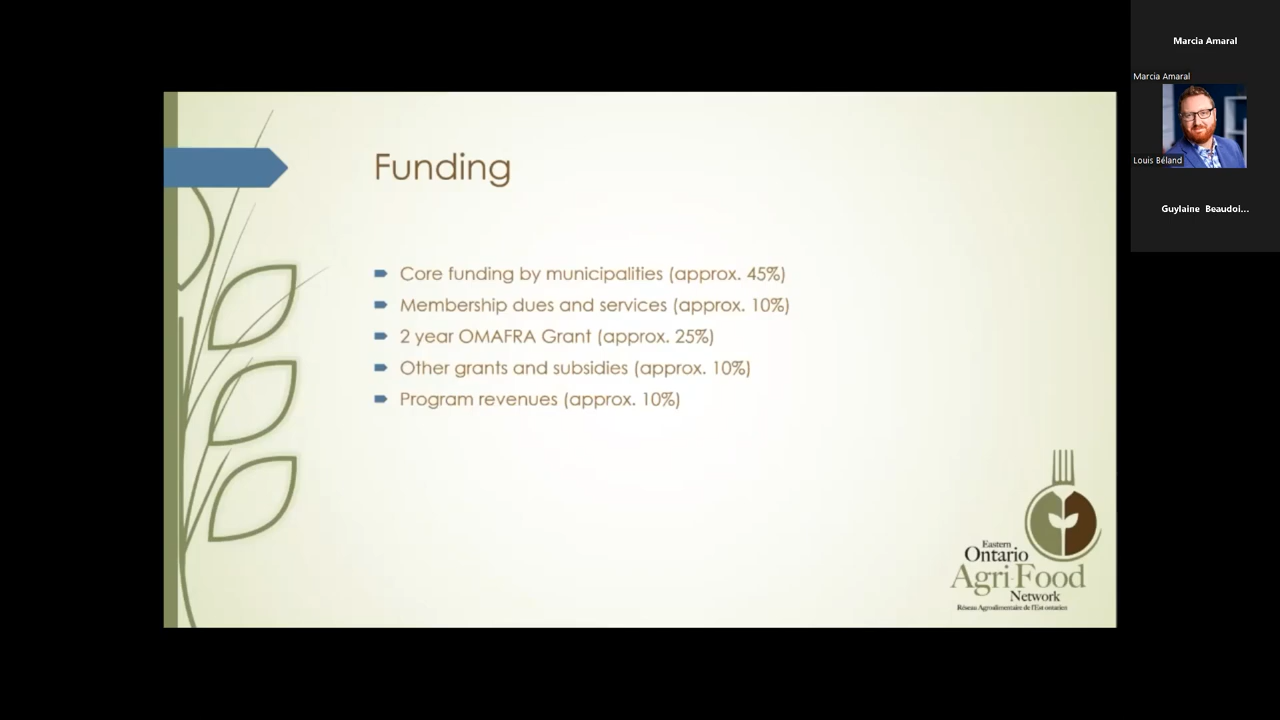 Marcia Amaral
Marcia Amaral
Louis Béland
Guylaine Beaudoi...
Funding
Core funding by municipalities (approx. 45%)
Membership dues and services (approx. 10%)
2 year OMAFRA Grant (approx. 25%)
Other grants and subsidies (approx. 10%)
Program revenues (approx. 10%)
Eastern
Ontario
Agri-Food
Network
Réseau Agroalimentaire de l'Est ontarien